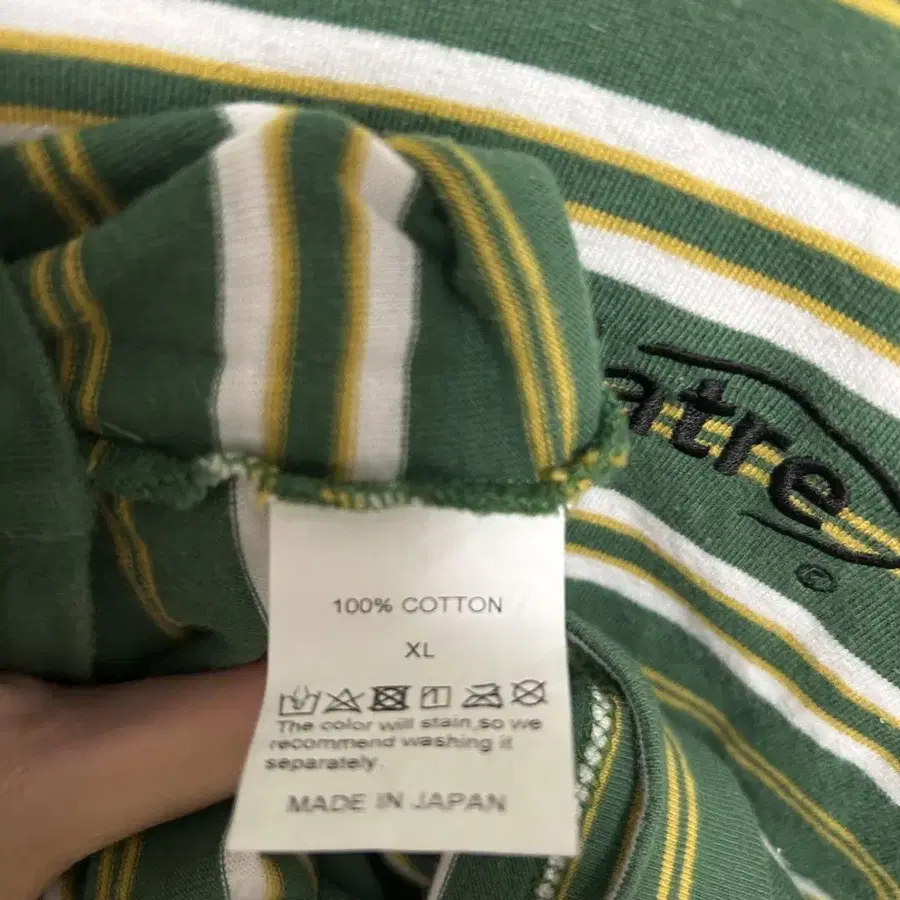 atre
©
100% COTTON
XL
The color will stain,so we
recommend washing it
separately.
MADE IN JAPAN